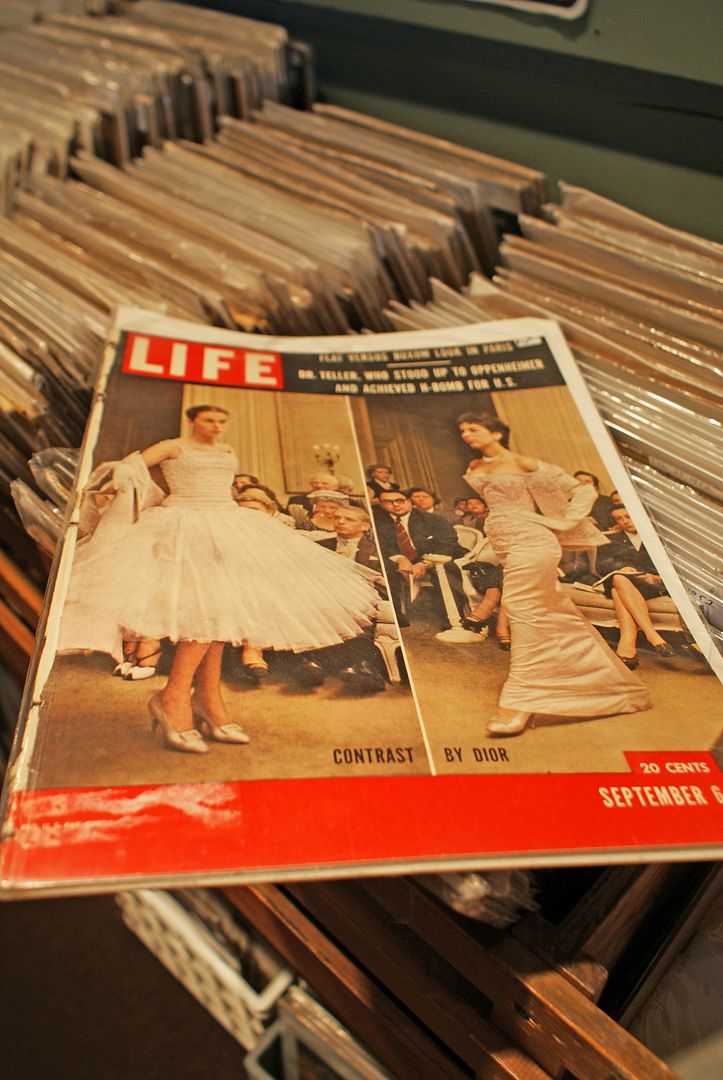 LIFE
FLAT VERSUS BUXOM LOOK IN PARIS
DR. TELLER, WHO STOOD UP TO OPPENHEIMER
AND ACHIEVED H-BOMB FOR U.S.
CONTRAST BY DIOR
20 CENTS
SEPTEMBER 6